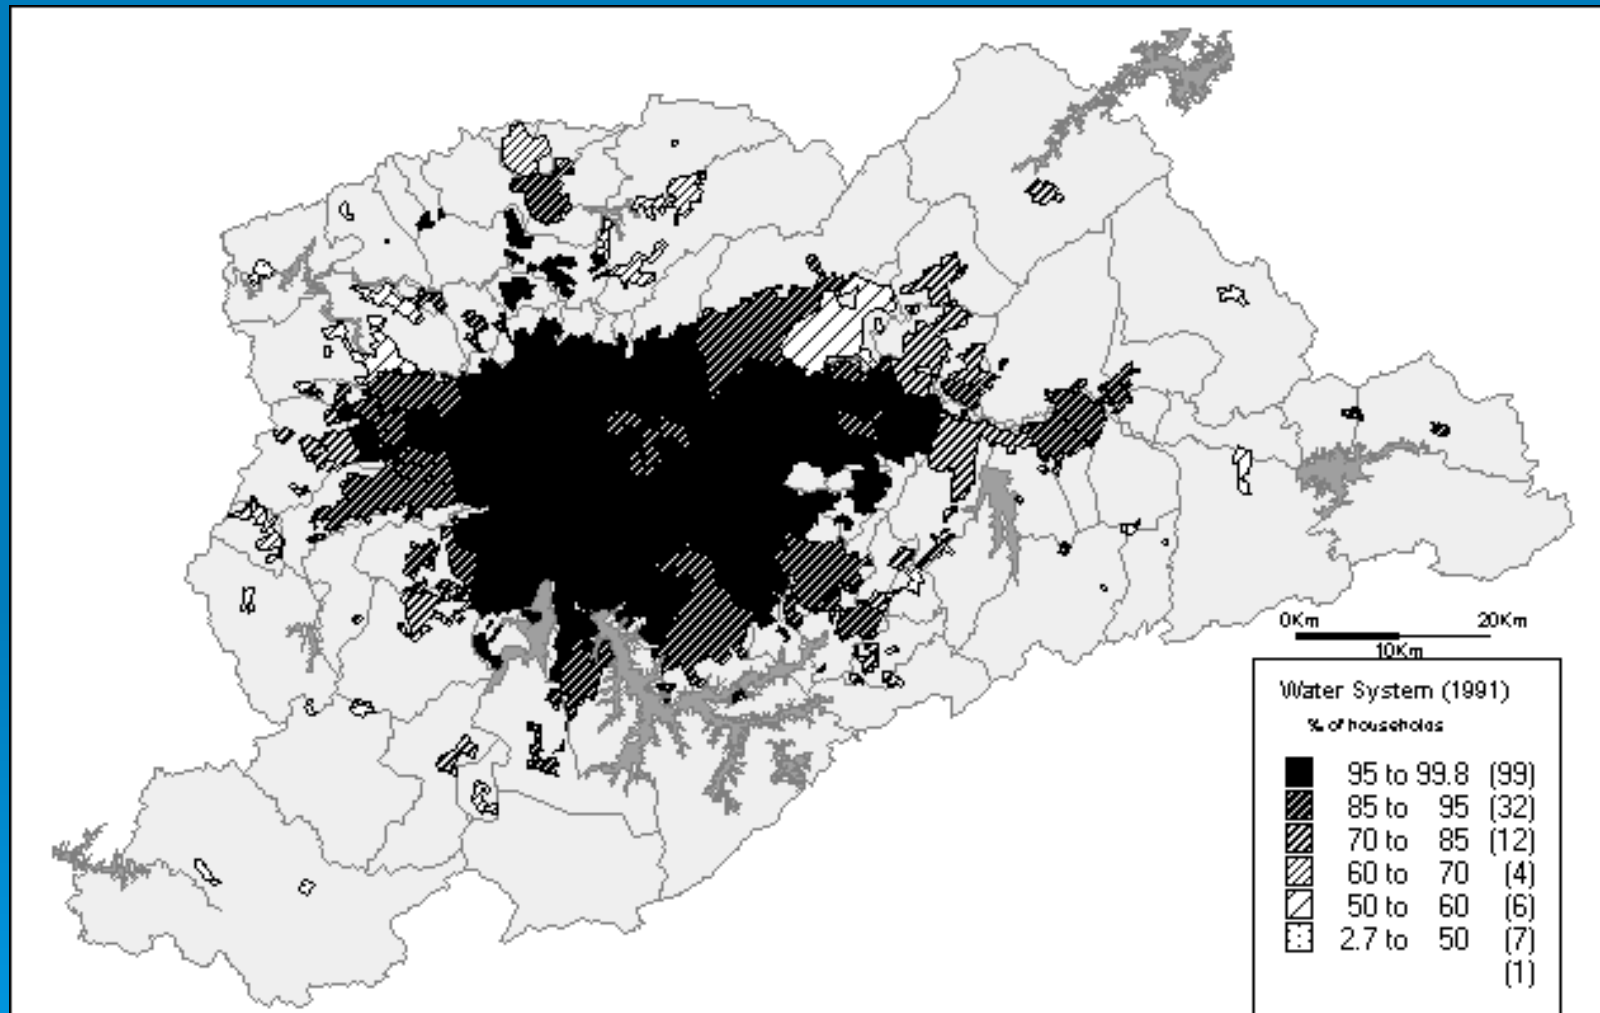 0Km 20Km
10Km
Water System (1991)
% of households
95 to 99.8 (99)
85 to 95 (32)
70 to 85 (12)
60 to 70 (4)
50 to 60 (6)
2.7 to 50 (7)
(1)